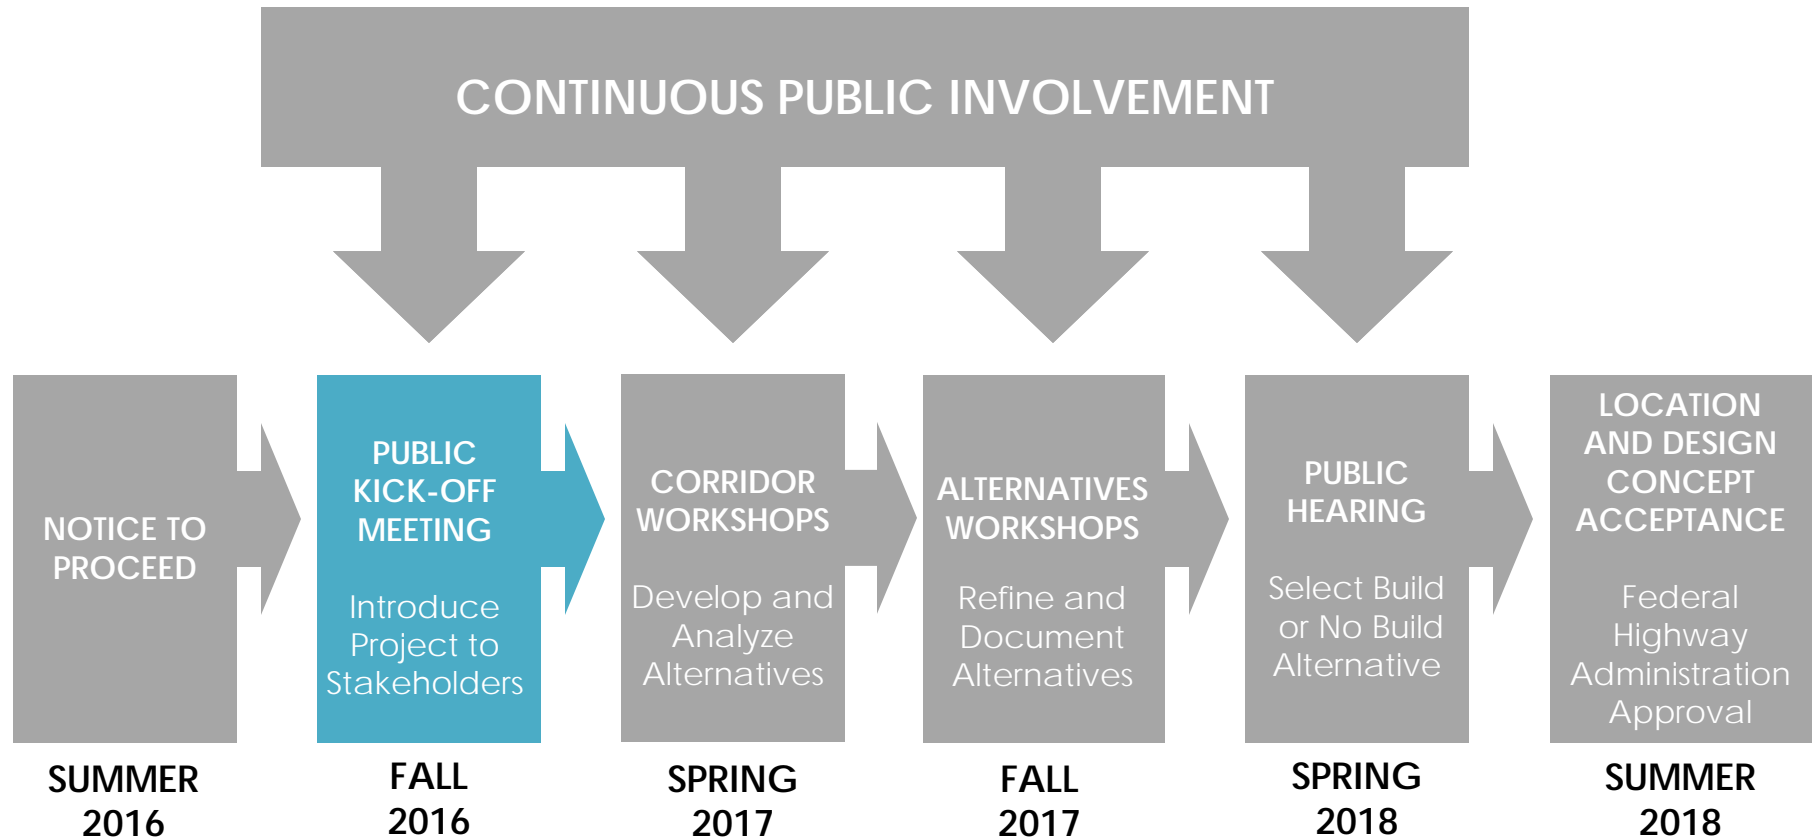 CONTINUOUS PUBLIC INVOLVEMENT
NOTICE TO
PROCEED
SUMMER
2016
PUBLIC
KICK-OFF
MEETING
Introduce
Project to
Stakeholders
FALL
2016
CORRIDOR
WORKSHOPS
Develop and
Analyze
Alternatives
SPRING
2017
ALTERNATIVES
WORKSHOPS
Refine and
Document
Alternatives
FALL
2017
PUBLIC
HEARING
Select Build
or No Build
Alternative
SPRING
2018
LOCATION
AND DESIGN
CONCEPT
ACCEPTANCE
Federal
Highway
Administration
Approval
SUMMER
2018